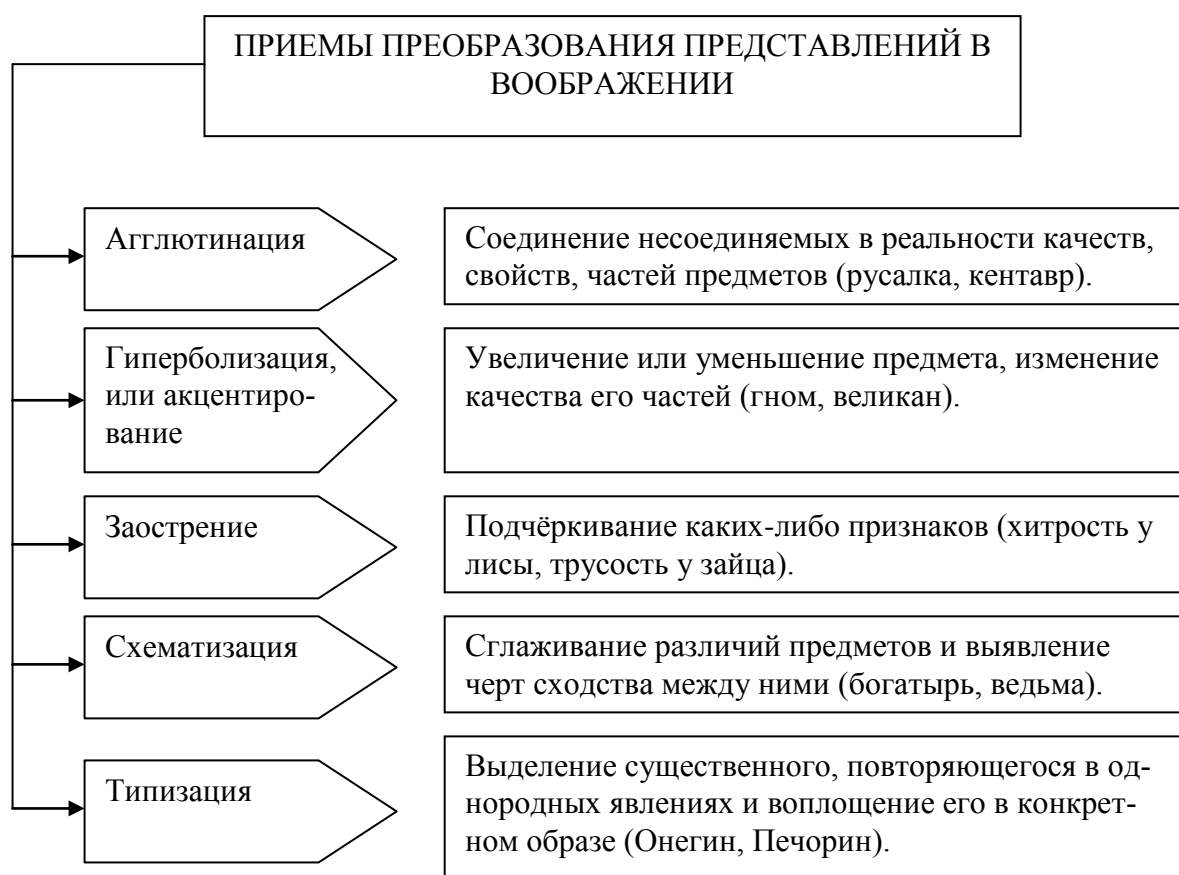 ПРИЕМЫ ПРЕОБРАЗОВАНИЯ ПРЕДСТАВЛЕНИЙ В
ВООБРАЖЕНИИ
Агглютинация
Соединение несоединяемых в реальности качеств,
свойств, частей предметов (русалка, кентавр).
Гиперболизация,
или акцентиро-
вание
Увеличение или уменьшение предмета, изменение
качества его частей (гном, великан).
Заострение
Подчёркивание каких-либо признаков (хитрость у
лисы, трусость у зайца).
Схематизация
Сглаживание различий предметов и выявление
черт сходства между ними (богатырь, ведьма).
Типизация
Выделение существенного, повторяющегося в од-
нородных явлениях и воплощение его в конкрет-
ном образе (Онегин, Печорин).